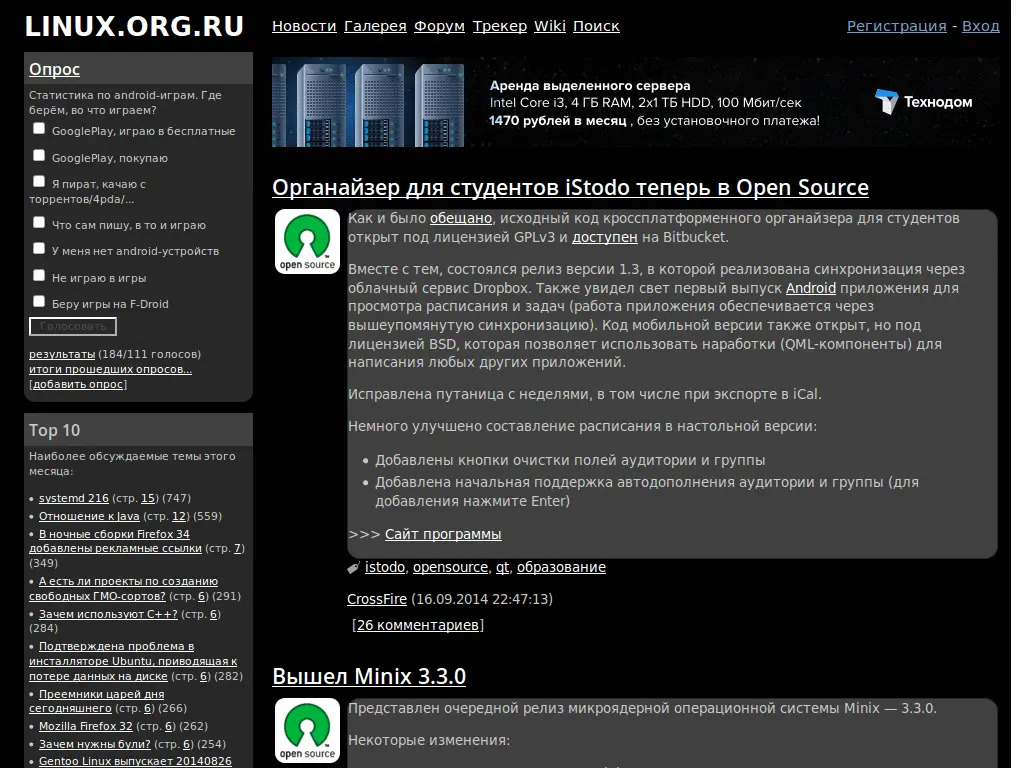 LINUX.ORG.RU
Новости Галерея Форум Трекер Wiki Поиск
Регистрация - Вход
Опрос
Статистика по android-играм. Где
берём, во что играем?
GooglePlay, играю в бесплатные
GooglePlay, покупаю
Я пират, качаю с
торрентов/4pda/...
Что сам пишу, в то и играю
У меня нет android-устройств
Не играю в игры
Беру игры на F-Droid
Голосовать
результаты (184/111 голосов)
итоги прошедших опросов...
[добавить опрос]
Top 10
Наиболее обсуждаемые темы этого
месяца:
• systemd 216 (стр. 15) (747)
• Отношение к Java (стр. 12) (559)
• В ночные сборки Firefox 34
добавлены рекламные ссылки (стр. 7)
(349)
• А есть ли проекты по созданию
свободных ГМО-сортов? (стр. 6) (291)
• Зачем используют C++? (стр. 6)
(284)
• Подтверждена проблема в
инсталляторе Ubuntu, приводящая к
потере данных на диске (стр. 6) (282)
• Преемники царей дня
сегодняшнего (стр. 6) (266)
• Mozilla Firefox 32 (стр. 6) (262)
• Зачем нужны були? (стр. 6) (254)
• Gentoo Linux выпускает 20140826
Аренда выделенного сервера
Intel Core i3, 4 ГБ RAM, 2x1 ТБ HDD, 100 Мбит/сек
1470 рублей в месяц , без установочного платежа!
Технодом
Органайзер для студентов iStodo теперь в Open Source
open source
Как и было обещано, исходный код кроссплатформенного органайзера для студентов
открыт под лицензией GPLv3 и доступен на Bitbucket.
Вместе с тем, состоялся релиз версии 1.3, в которой реализована синхронизация через
облачный сервис Dropbox. Также увидел свет первый выпуск Android приложения для
просмотра расписания и задач (работа приложения обеспечивается через
вышеупомянутую синхронизацию). Код мобильной версии также открыт, но под
лицензией BSD, которая позволяет использовать наработки (QML-компоненты) для
написания любых других приложений.
Исправлена путаница с неделями, в том числе при экспорте в iCal.
Немного улучшено составление расписания в настольной версии:
• Добавлены кнопки очистки полей аудитории и группы
• Добавлена начальная поддержка автодополнения аудитории и группы (для
добавления нажмите Enter)
>>> Сайт программы
istodo, opensource, qt, образование
CrossFire (16.09.2014 22:47:13)
[26 комментариев]
Вышел Minix 3.3.0
open source
Представлен очередной релиз микроядерной операционной системы Minix — 3.3.0.
Некоторые изменения: